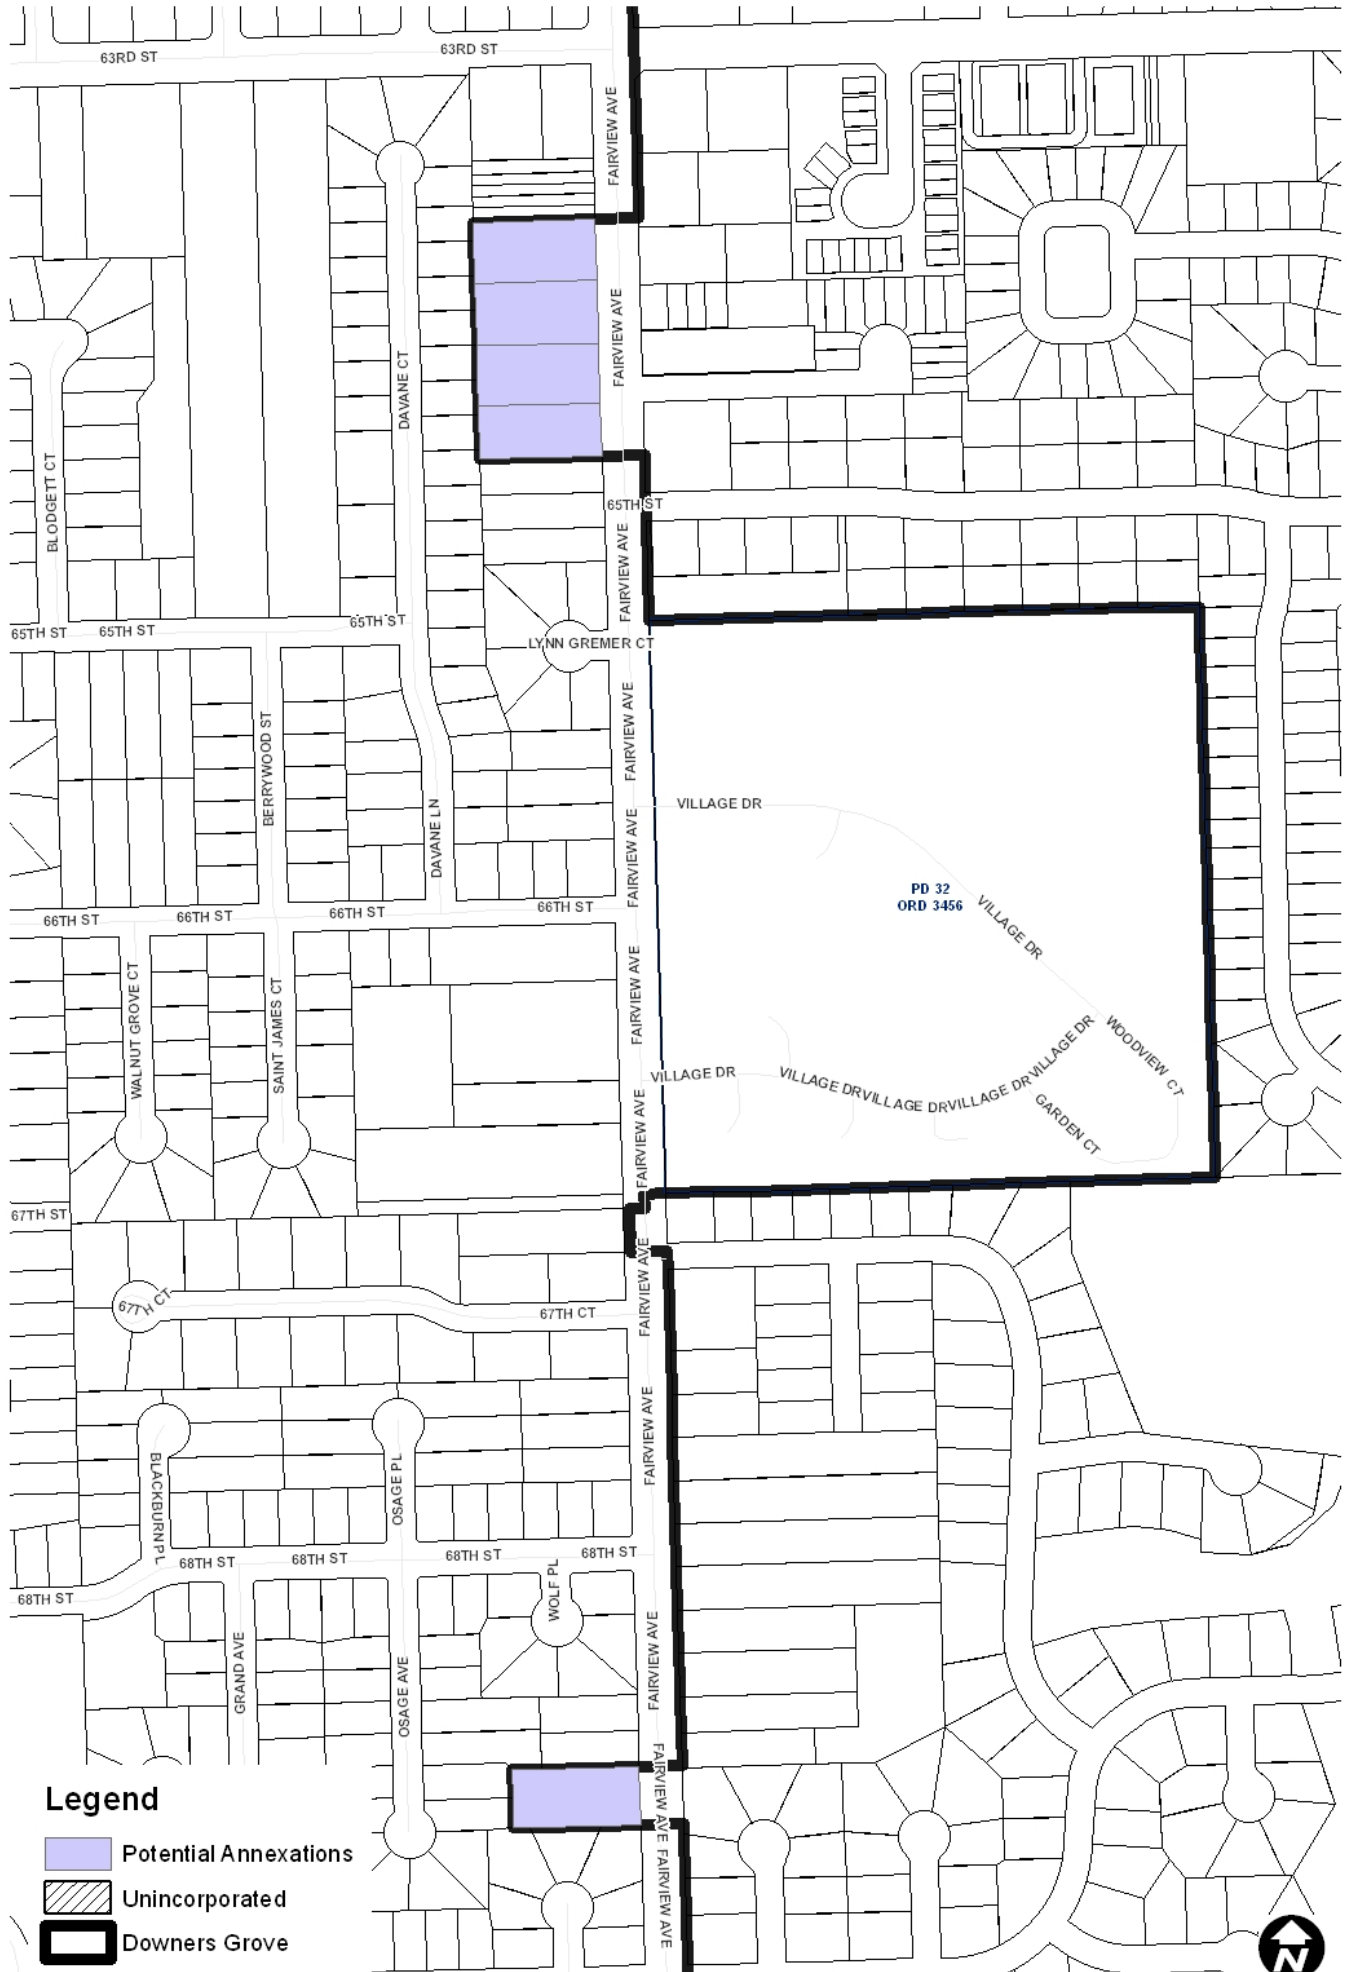 63RD ST
63RD ST
FAIRVIEW AVE
FAIRVIEW AVE
DAVANE CT
BLODGETT CT
65TH ST
FAIRVIEW AVE
65TH ST
65TH ST
65TH ST
LYNN GREMER CT
FAIRVIEW AVE
BERRYWOOD ST
VILLAGE DR
DAVANE LN
FAIRVIEW AVE
PD 32
ORD 3456
VILLAGE DR
66TH ST
66TH ST
66TH ST
66TH ST
FAIRVIEW AVE
WALNUT GROVE CT
SAINT JAMES CT
VILLAGE DR
VILLAGE DR
VILLAGE DR
VILLAGE DR
VILLAGE DR
WOODVIEW CT
GARDEN CT
FAIRVIEW AVE
67TH ST
FAIRVIEW AVE
67TH CT
67TH CT
FAIRVIEW AVE
BLACKBURN PL
OSAGE PL
68TH ST
68TH ST
68TH ST
68TH ST
68TH ST
WOLF PL
GRAND AVE
OSAGE AVE
FAIRVIEW AVE
FAIRVIEW AVE
FAIRVIEW AVE
Legend
Potential Annexations
Unincorporated
Downers Grove
N